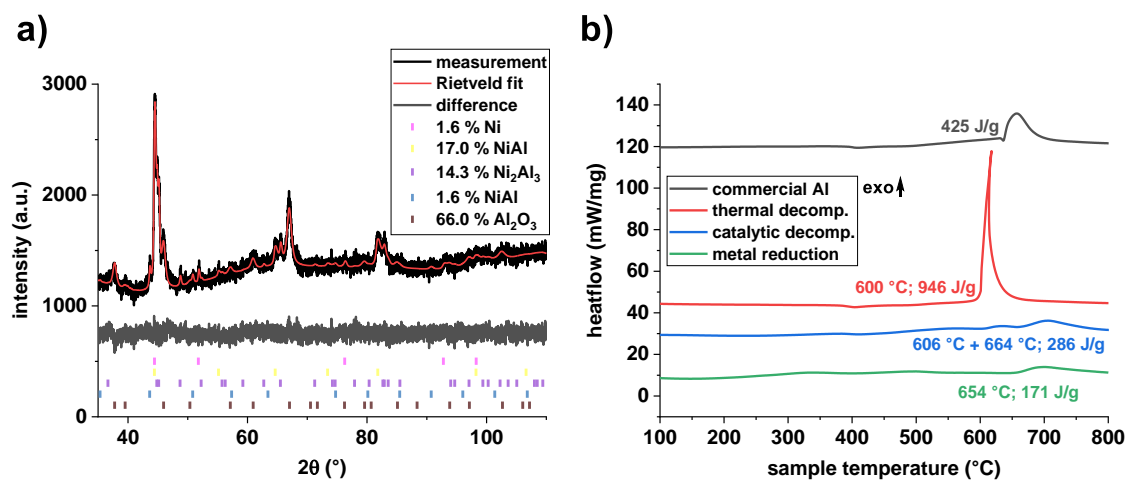 a)
measurement
Rietveld fit
difference
1.6 % Ni
17.0 % NiAl
14.3 % Ni₂Al₃
1.6 % NiAl
66.0 % Al₂O₃
3000
2000
1000
0
intensity (a.u.)
40
60
80
100
2θ (°)
b)
140
120
100
80
60
40
20
0
heatflow (mW/mg)
425 J/g
commercial Al
thermal decomp.
catalytic decomp.
metal reduction
exo
600 °C; 946 J/g
606 °C + 664 °C; 286 J/g
654 °C; 171 J/g
100
200
300
400
500
600
700
800
sample temperature (°C)